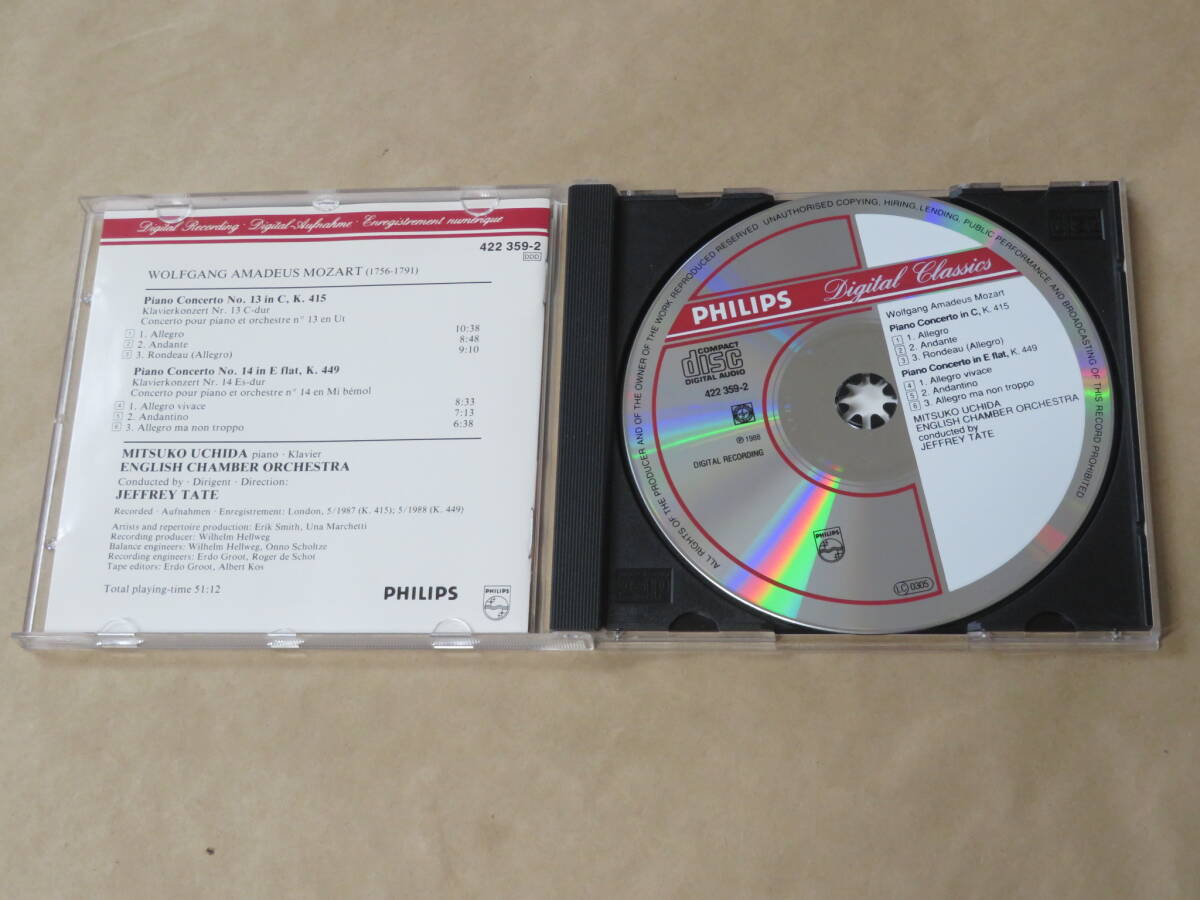 Digital Recording · Digital-Aufnahme · Enregistrement numérique
422 359-2
DDD
WOLFGANG AMADEUS MOZART (1756-1791)
Piano Concerto No. 13 in C, K. 415
Klavierkonzert Nr. 13 C-dur
Concerto pour piano et orchestre n° 13 en Ut
1 1. Allegro 10:38
2 2. Andante 8:48
3 3. Rondeau (Allegro) 9:10
Piano Concerto No. 14 in E flat, K. 449
Klavierkonzert Nr. 14 Es-dur
Concerto pour piano et orchestre n° 14 en Mi bémol
4 1. Allegro vivace 8:33
5 2. Andantino 7:13
6 3. Allegro ma non troppo 6:38
MITSUKO UCHIDA piano · Klavier
ENGLISH CHAMBER ORCHESTRA
Conducted by · Dirigent · Direction:
JEFFREY TATE
Recorded · Aufnahmen · Enregistrement: London, 5/1987 (K. 415); 5/1988 (K. 449)
Artists and repertoire production: Erik Smith, Una Marchetti
Recording producer: Wilhelm Hellweg
Balance engineers: Wilhelm Hellweg, Onno Scholtze
Recording engineers: Erdo Groot, Roger de Schot
Tape editors: Erdo Groot, Albert Kos
Total playing-time 51:12
PHILIPS
PHILIPS
ALL RIGHTS OF THE PRODUCER AND OF THE OWNER OF THE WORK REPRODUCED RESERVED. UNAUTHORISED COPYING, HIRING, LENDING, PUBLIC PERFORMANCE AND BROADCASTING OF THIS RECORD PROHIBITED
PHILIPS Digital Classics
COMPACT
disc
DIGITAL AUDIO
422 359-2
℗ 1988
DIGITAL RECORDING
Wolfgang Amadeus Mozart
Piano Concerto in C, K. 415
1 1. Allegro
2 2. Andante
3 3. Rondeau (Allegro)
Piano Concerto in E flat, K. 449
4 1. Allegro vivace
5 2. Andantino
6 3. Allegro ma non troppo
MITSUKO UCHIDA
ENGLISH CHAMBER ORCHESTRA
conducted by
JEFFREY TATE
PHILIPS
LC 0305